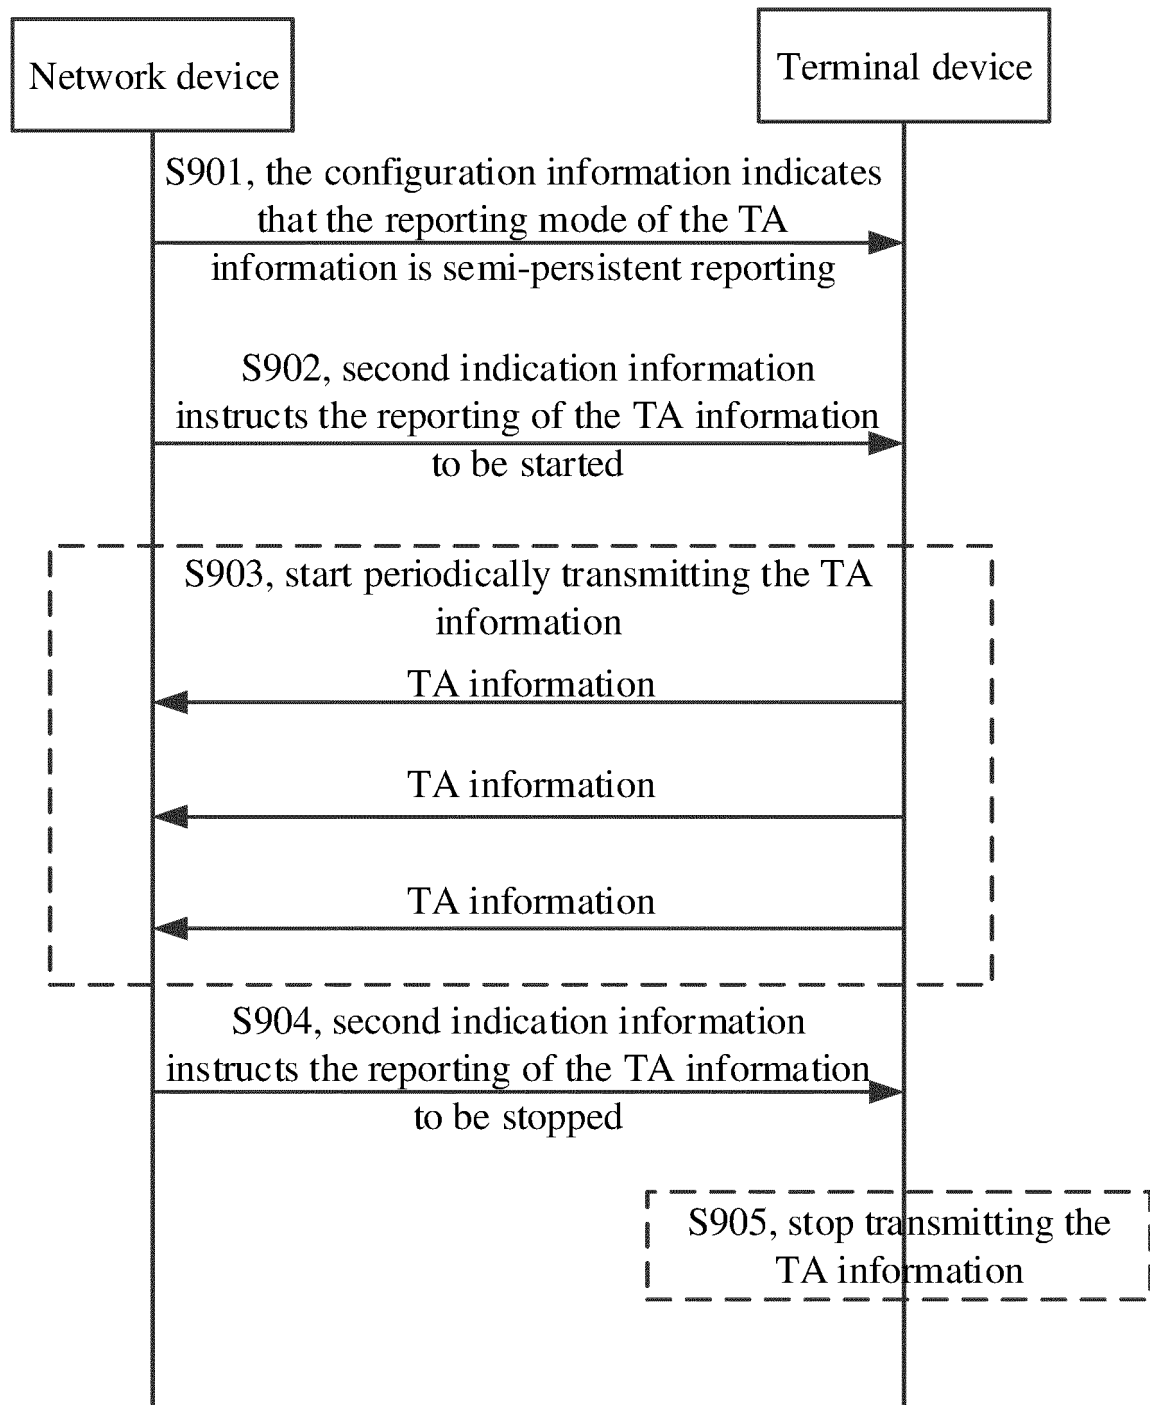 Network device
Terminal device
S901, the configuration information indicates
that the reporting mode of the TA
information is semi-persistent reporting
S902, second indication information
instructs the reporting of the TA information
to be started
S903, start periodically transmitting the TA
information
TA information
TA information
TA information
S904, second indication information
instructs the reporting of the TA information
to be stopped
S905, stop transmitting the
TA information